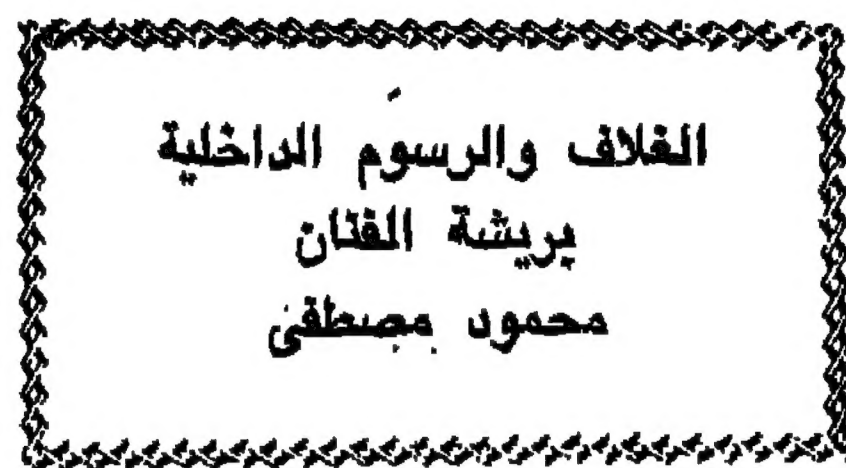 الغلاف والرسوم الداخلية
بريشة الفنان
محمود مصطفى